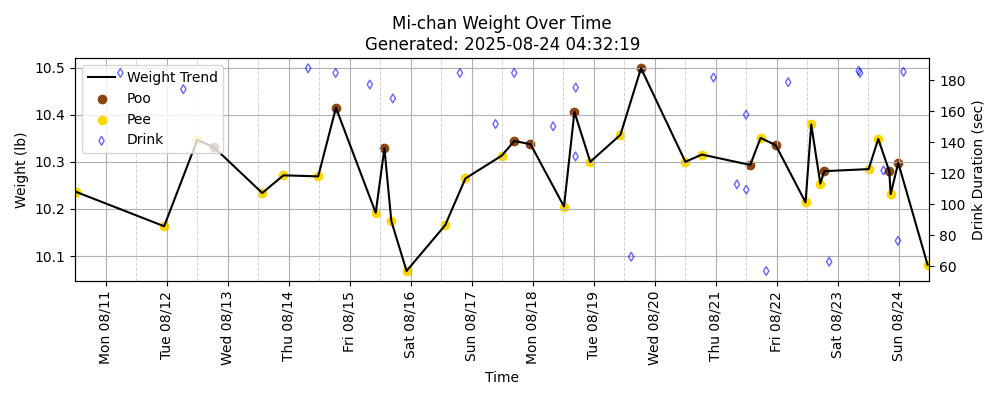 Mi-chan Weight Over Time
Generated: 2025-08-24 04:32:19
Weight (lb)
10.5
10.4
10.3
10.2
10.1
Weight Trend
Poo
Pee
Drink
180
160
140
120
100
80
60
Drink Duration (sec)
Mon 08/11
Tue 08/12
Wed 08/13
Thu 08/14
Fri 08/15
Sat 08/16
Sun 08/17
Mon 08/18
Tue 08/19
Wed 08/20
Thu 08/21
Fri 08/22
Sat 08/23
Sun 08/24
Time